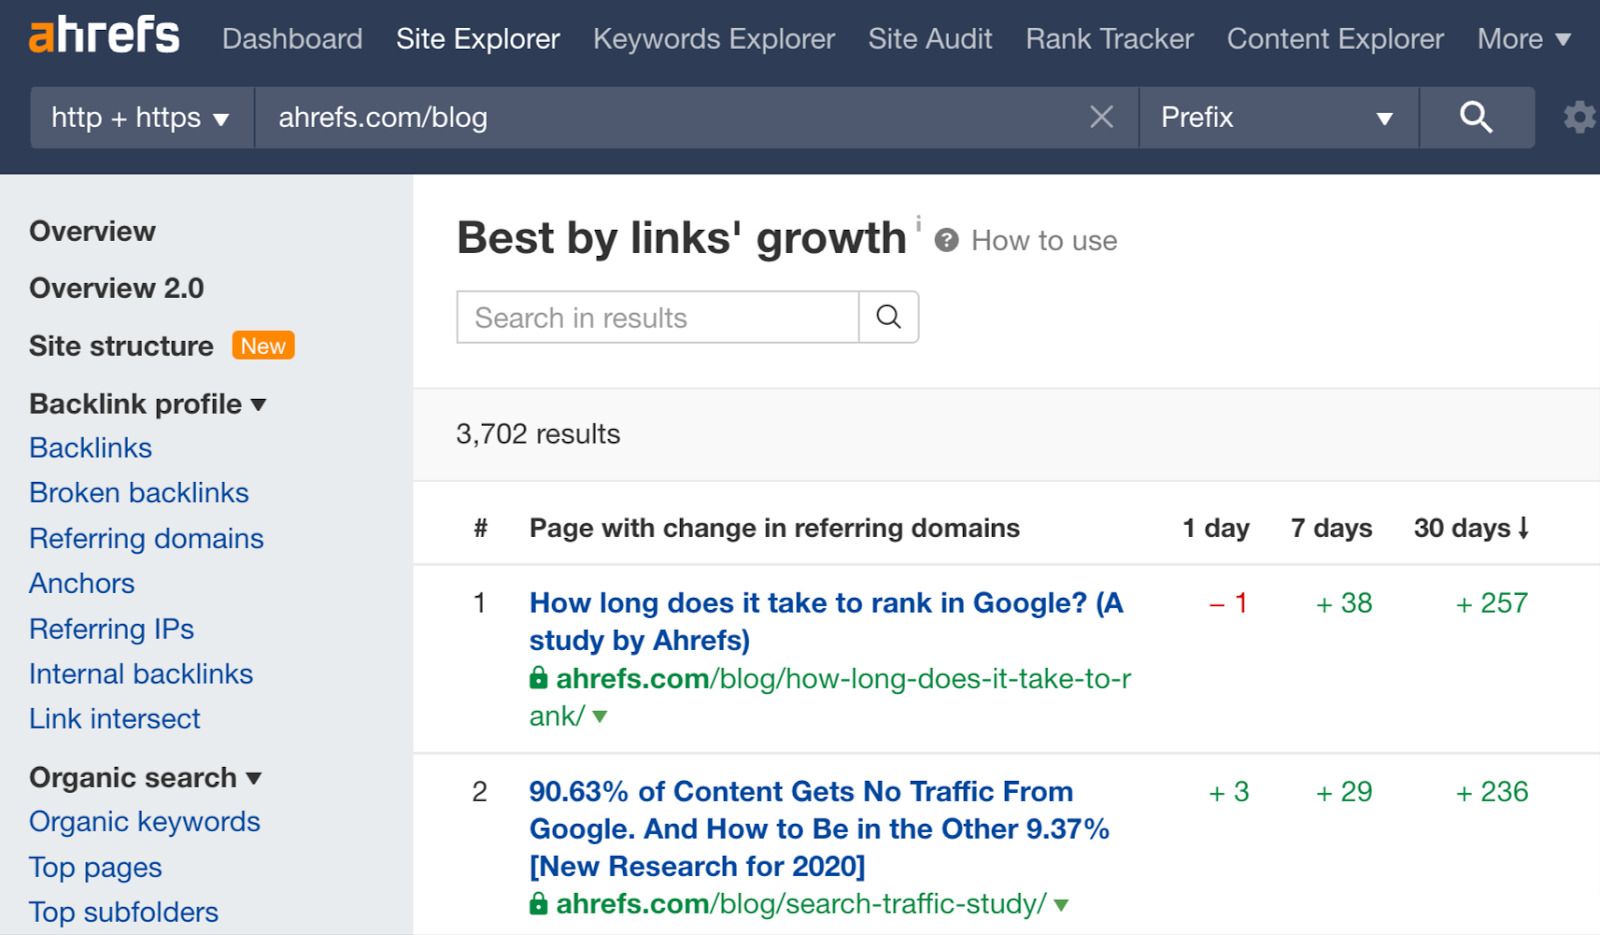 ahrefs Dashboard Site Explorer Keywords Explorer Site Audit Rank Tracker Content Explorer More
http + https ahrefs.com/blog Prefix
Overview
Overview 2.0
Site structure New
Backlink profile
Backlinks
Broken backlinks
Referring domains
Anchors
Referring IPs
Internal backlinks
Link intersect
Organic search
Organic keywords
Top pages
Top subfolders
Best by links' growth i ? How to use
Search in results
3,702 results
# Page with change in referring domains 1 day 7 days 30 days↓
1 How long does it take to rank in Google? (A – 1 + 38 + 257
study by Ahrefs)
ahrefs.com/blog/how-long-does-it-take-to-r
ank/
2 90.63% of Content Gets No Traffic From + 3 + 29 + 236
Google. And How to Be in the Other 9.37%
[New Research for 2020]
ahrefs.com/blog/search-traffic-study/